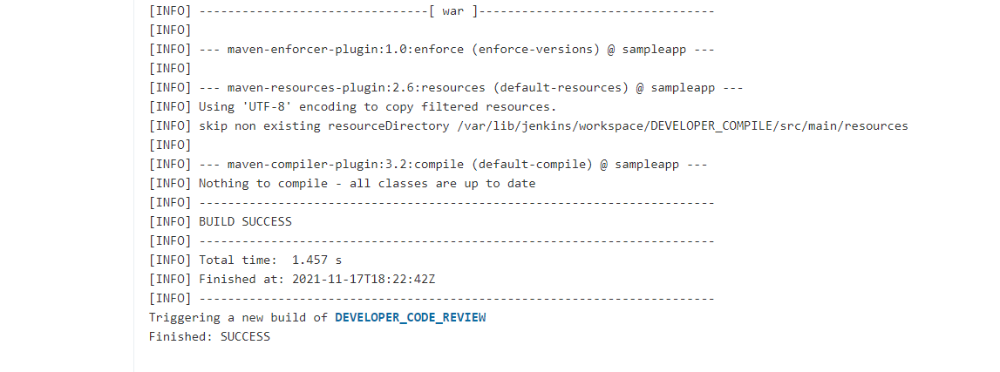 [INFO] --------------------------------[ war ]---------------------------------
[INFO]
[INFO] --- maven-enforcer-plugin:1.0:enforce (enforce-versions) @ sampleapp ---
[INFO]
[INFO] --- maven-resources-plugin:2.6:resources (default-resources) @ sampleapp ---
[INFO] Using 'UTF-8' encoding to copy filtered resources.
[INFO] skip non existing resourceDirectory /var/lib/jenkins/workspace/DEVELOPER_COMPILE/src/main/resources
[INFO]
[INFO] --- maven-compiler-plugin:3.2:compile (default-compile) @ sampleapp ---
[INFO] Nothing to compile - all classes are up to date
[INFO] ------------------------------------------------------------------------
[INFO] BUILD SUCCESS
[INFO] ------------------------------------------------------------------------
[INFO] Total time:  1.457 s
[INFO] Finished at: 2021-11-17T18:22:42Z
[INFO] ------------------------------------------------------------------------
Triggering a new build of DEVELOPER_CODE_REVIEW
Finished: SUCCESS